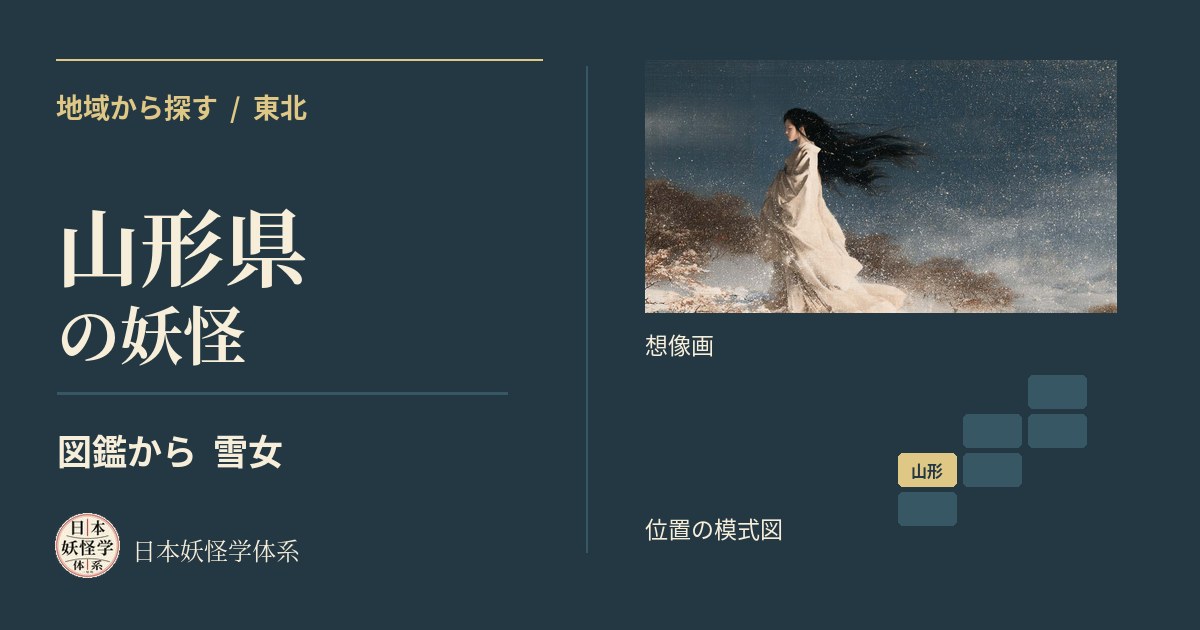 地域から探す / 東北
山形県
の妖怪
図鑑から 雪女
日本
妖怪学
体系
日本妖怪学体系
想像画
山形
位置の模式図